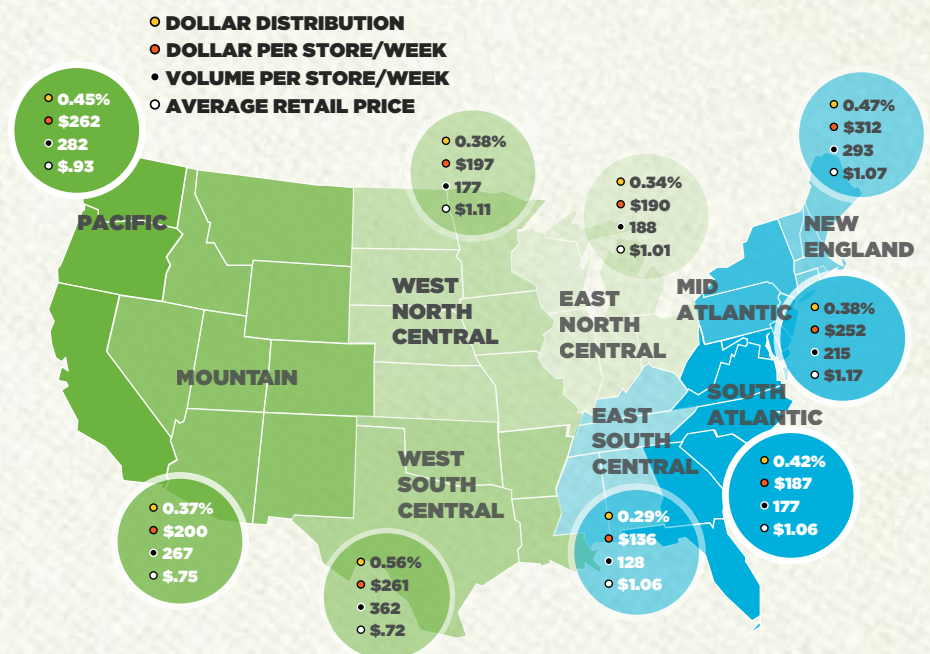 DOLLAR DISTRIBUTION
DOLLAR PER STORE/WEEK
VOLUME PER STORE/WEEK
AVERAGE RETAIL PRICE
0.45%
$262
282
$.93
PACIFIC
0.38%
$197
177
$1.11
WEST
NORTH
CENTRAL
0.34%
$190
188
$1.01
EAST
NORTH
CENTRAL
0.47%
$312
293
$1.07
NEW
ENGLAND
MID
ATLANTIC
0.38%
$252
215
$1.17
MOUNTAIN
0.37%
$200
267
$.75
WEST
SOUTH
CENTRAL
0.56%
$261
362
$.72
EAST
SOUTH
CENTRAL
0.29%
$136
128
$1.06
SOUTH
ATLANTIC
0.42%
$187
177
$1.06